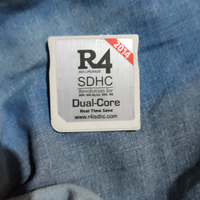 R4
2014
SDHC
Revolution for
Dual-Core
Real Time Save
www.r4isdhc.com